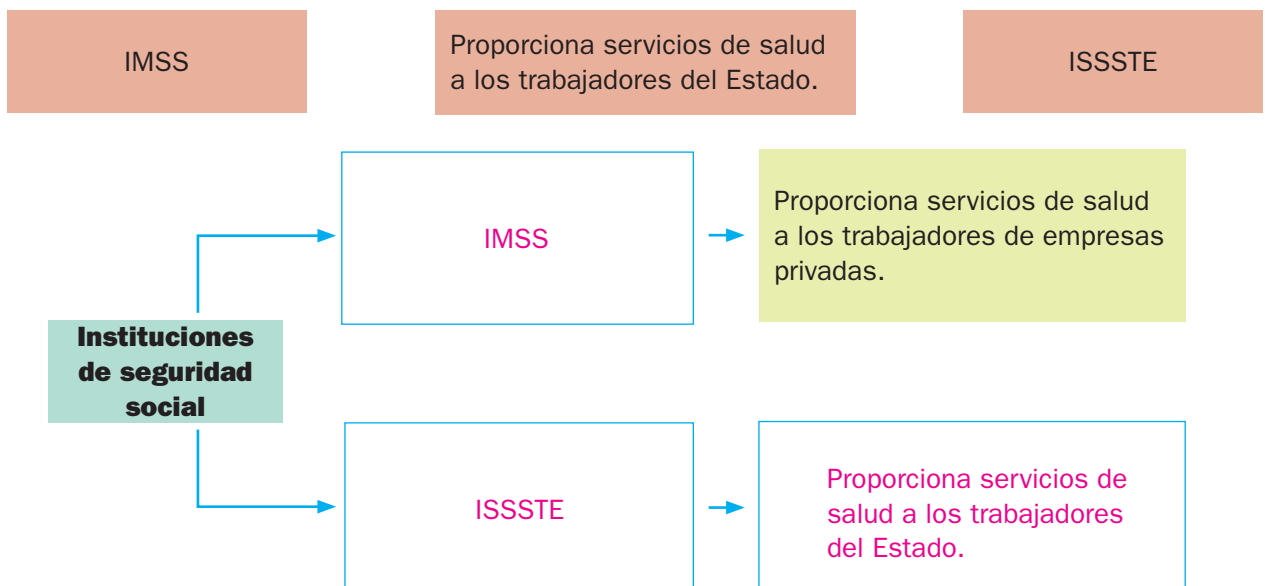 IMSS
Proporciona servicios de salud
a los trabajadores del Estado.
ISSSTE
IMSS
Proporciona servicios de salud
a los trabajadores de empresas
privadas.
Instituciones
de seguridad
social
ISSSTE
Proporciona servicios de
salud a los trabajadores
del Estado.